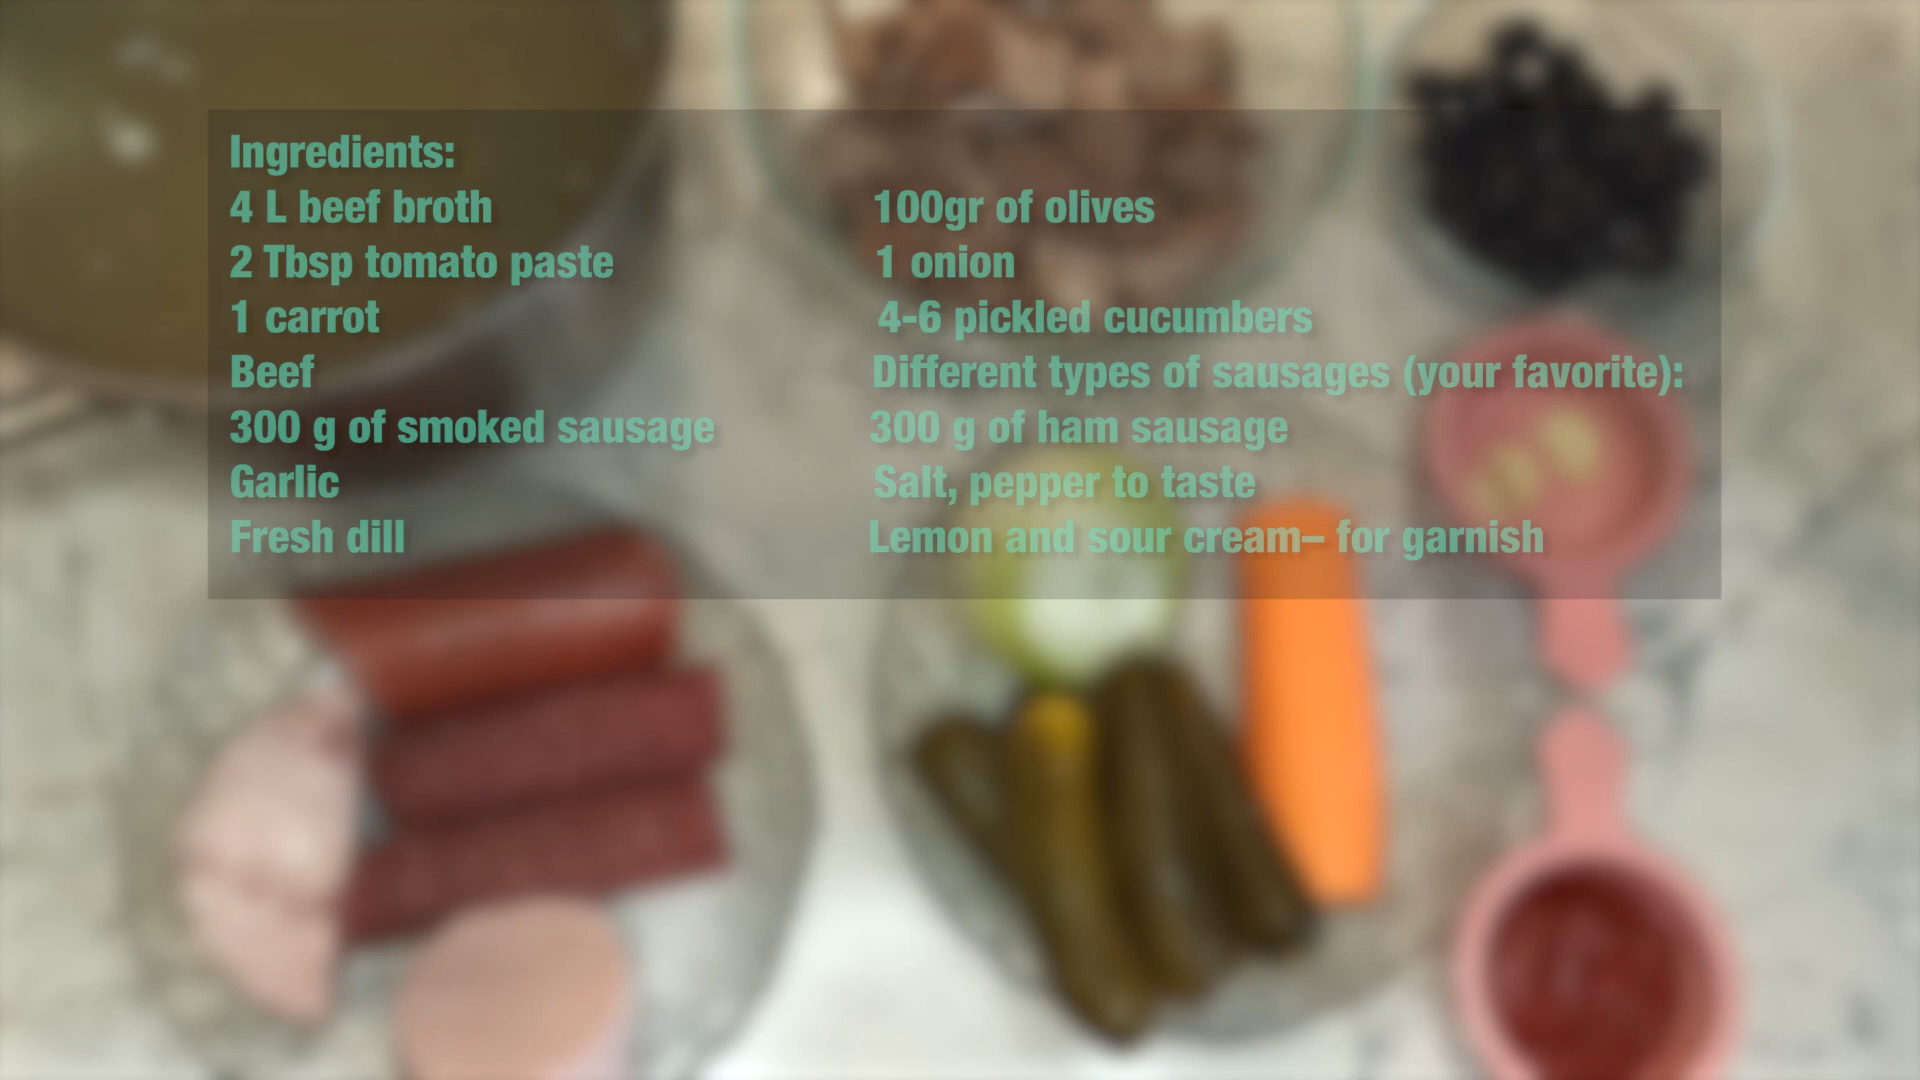 Ingredients:
4 L beef broth
2 Tbsp tomato paste
1 carrot
Beef
300 g of smoked sausage
Garlic
Fresh dill
100gr of olives
1 onion
4-6 pickled cucumbers
Different types of sausages (your favorite):
300 g of ham sausage
Salt, pepper to taste
Lemon and sour cream– for garnish